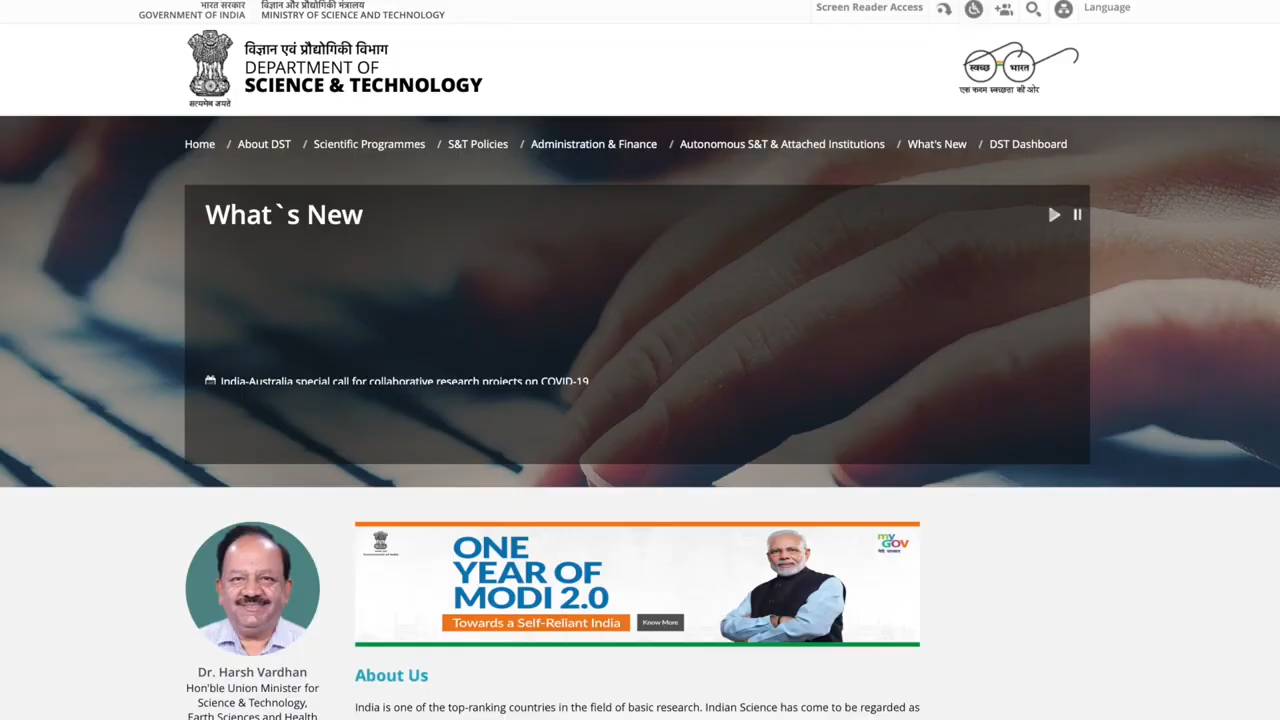 भारत सरकार
GOVERNMENT OF INDIA
विज्ञान और प्रौद्योगिकी मंत्रालय
MINISTRY OF SCIENCE AND TECHNOLOGY
Screen Reader Access
Language
सत्यमेव जयते
विज्ञान एवं प्रौद्योगिकी विभाग
DEPARTMENT OF
SCIENCE & TECHNOLOGY
स्वच्छ भारत
एक कदम स्वच्छता की ओर
Home / About DST / Scientific Programmes / S&T Policies / Administration & Finance / Autonomous S&T & Attached Institutions / What's New / DST Dashboard
What`s New
India-Australia special call for collaborative research projects on COVID-19
ONE
YEAR OF
MODI 2.0
Towards a Self-Reliant India
Know More
my
GOV
Dr. Harsh Vardhan
Hon'ble Union Minister for
Science & Technology,
Earth Sciences and Health
About Us
India is one of the top-ranking countries in the field of basic research. Indian Science has come to be regarded as